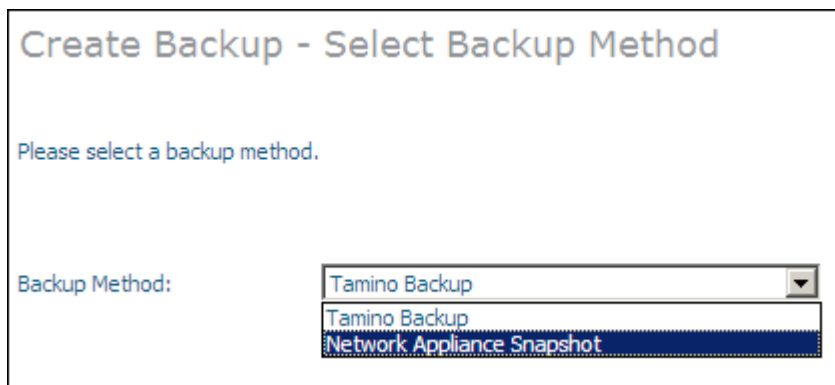 Create Backup - Select Backup Method
Please select a backup method.
Backup Method: Tamino Backup
Tamino Backup
Network Appliance Snapshot